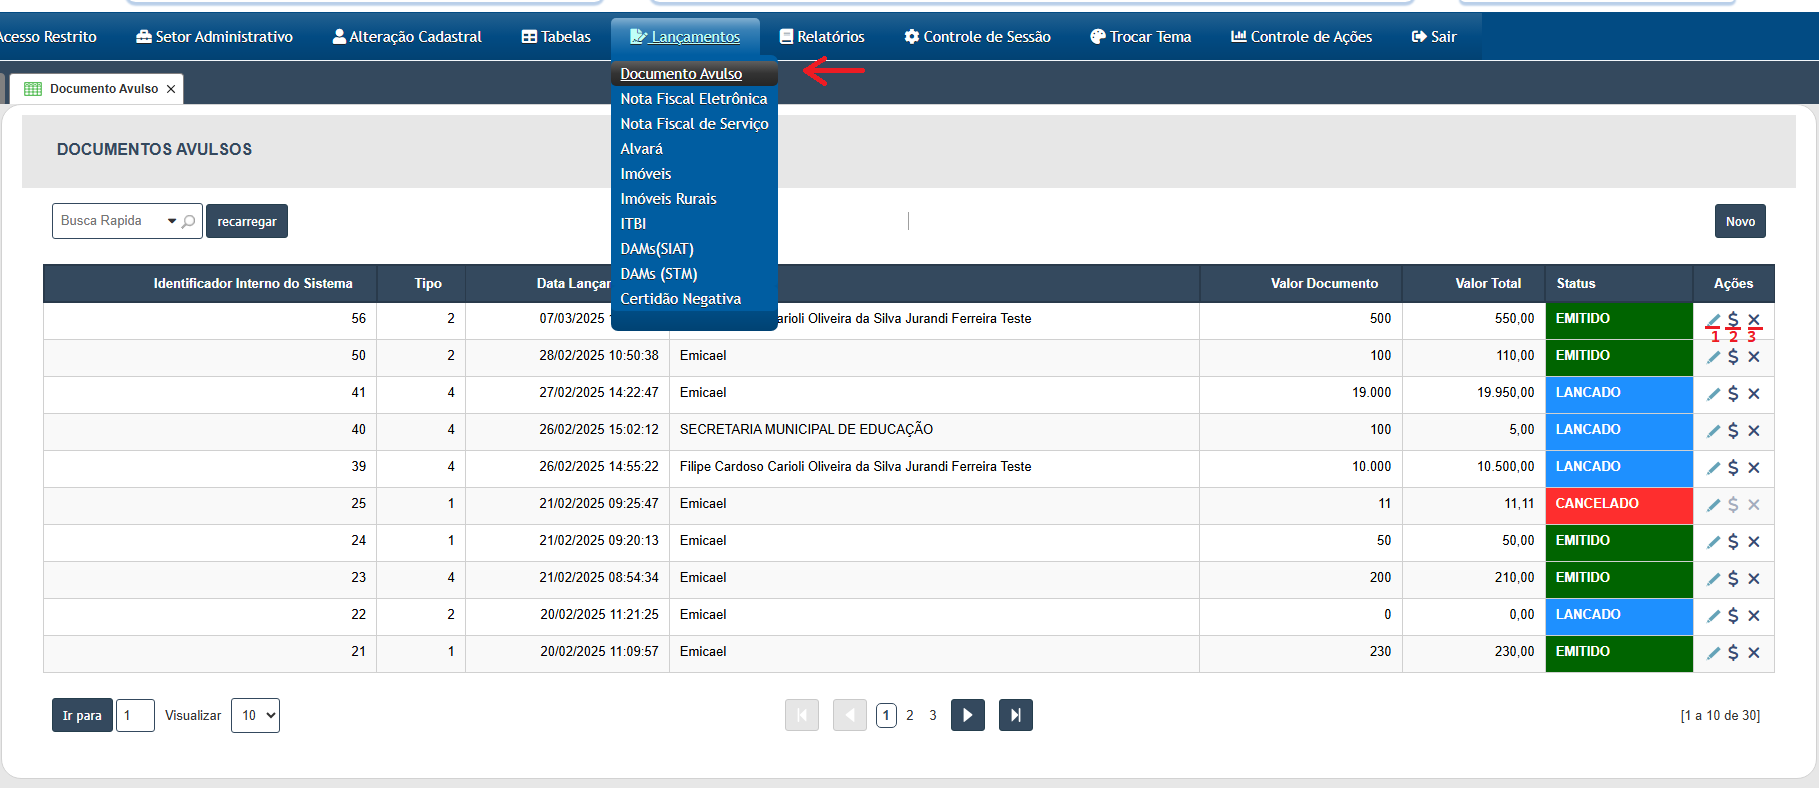 Acesso Restrito Setor Administrativo Alteração Cadastral Tabelas Lançamentos Relatórios Controle de Sessão Trocar Tema Controle de Ações Sair
Documento Avulso
Nota Fiscal Eletrônica
Nota Fiscal de Serviço
Alvará
Imóveis
Imóveis Rurais
ITBI
DAMs(SIAT)
DAMs (STM)
Certidão Negativa
Documento Avulso ✕
DOCUMENTOS AVULSOS
Busca Rapida recarregar Novo
Identificador Interno do Sistema Tipo Data Lançar Valor Documento Valor Total Status Ações
56 2 07/03/2025 arioli Oliveira da Silva Jurandi Ferreira Teste 500 550,00 EMITIDO $ ✕
1 2 3
50 2 28/02/2025 10:50:38 Emicael 100 110,00 EMITIDO $ ✕
41 4 27/02/2025 14:22:47 Emicael 19.000 19.950,00 LANCADO $ ✕
40 4 26/02/2025 15:02:12 SECRETARIA MUNICIPAL DE EDUCAÇÃO 100 5,00 LANCADO $ ✕
39 4 26/02/2025 14:55:22 Filipe Cardoso Carioli Oliveira da Silva Jurandi Ferreira Teste 10.000 10.500,00 LANCADO $ ✕
25 1 21/02/2025 09:25:47 Emicael 11 11,11 CANCELADO $ ✕
24 1 21/02/2025 09:20:13 Emicael 50 50,00 EMITIDO $ ✕
23 4 21/02/2025 08:54:34 Emicael 200 210,00 EMITIDO $ ✕
22 2 20/02/2025 11:21:25 Emicael 0 0,00 LANCADO $ ✕
21 1 20/02/2025 11:09:57 Emicael 230 230,00 EMITIDO $ ✕
Ir para 1 Visualizar 10 1 2 3 [1 a 10 de 30]